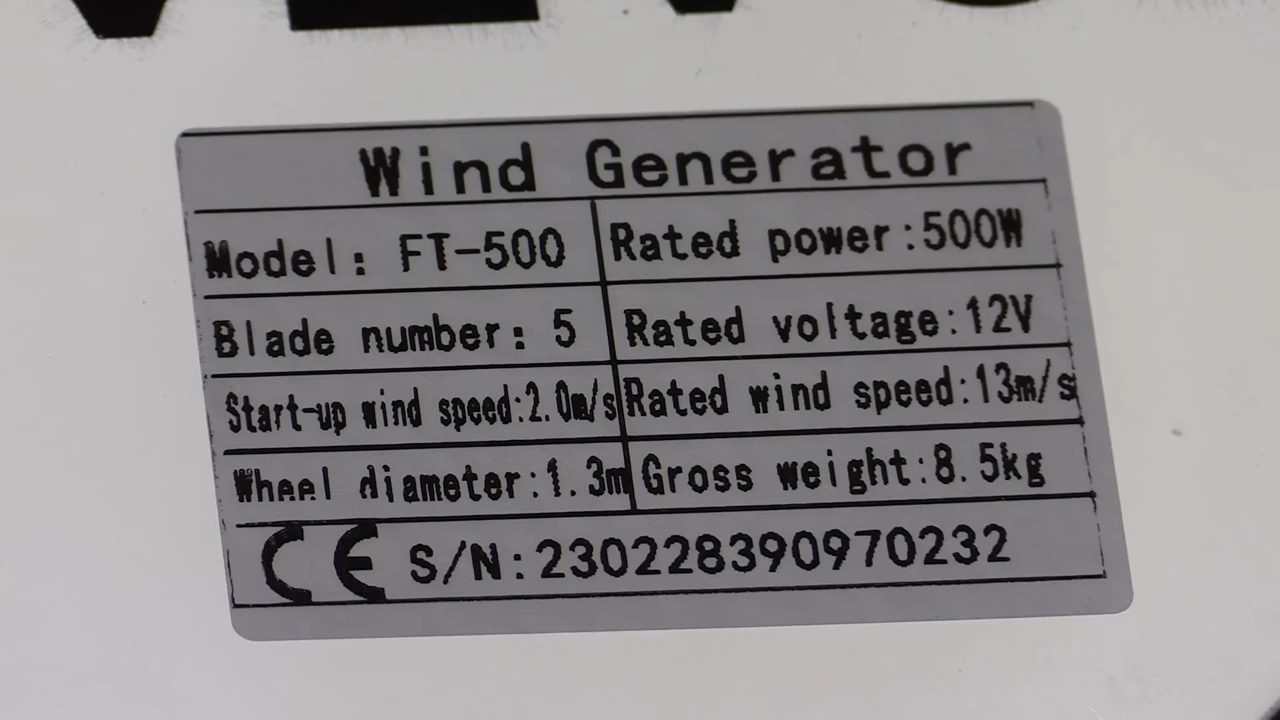 Wind Generator
Model: FT-500 Rated power:500W
Blade number: 5 Rated voltage:12V
Start-up wind speed:2.0m/s Rated wind speed:13m/s
Wheel diameter:1.3m Gross weight:8.5kg
CE S/N:230228390970232